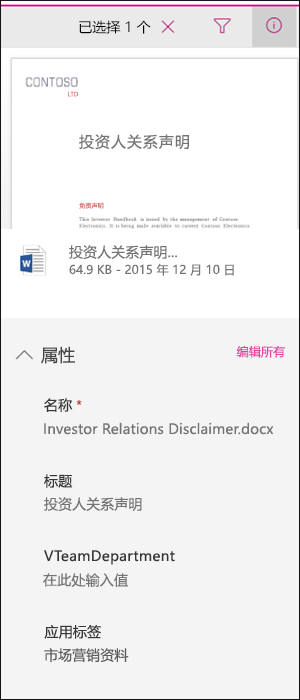 已选择 1 个
CONTOSO
LTD
投资人关系声明
免责声明
This Investor Handbook is issued by the management of Contoso
Electronics. It is being made available to current Contoso Electronics
投资人关系声明...
64.9 KB - 2015 年 12 月 10 日
属性
编辑所有
名称 *
Investor Relations Disclaimer.docx
标题
投资人关系声明
VTeamDepartment
在此处输入值
应用标签
市场营销资料